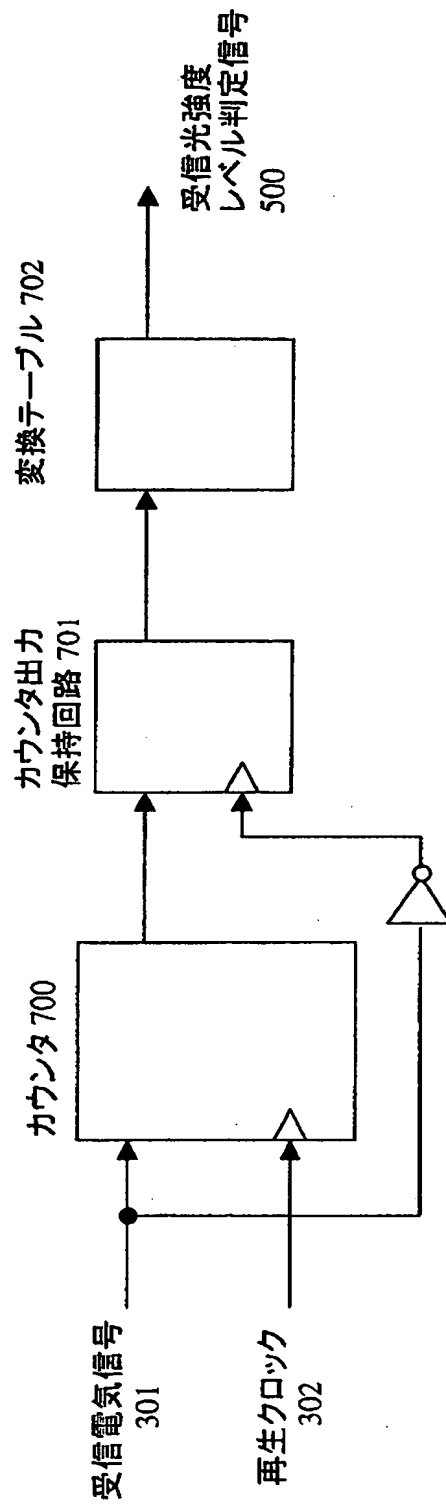 受信電気信号
301
再生クロック
302
カウンタ 700
カウンタ出力
保持回路 701
変換テーブル 702
受信光強度
レベル判定信号
500